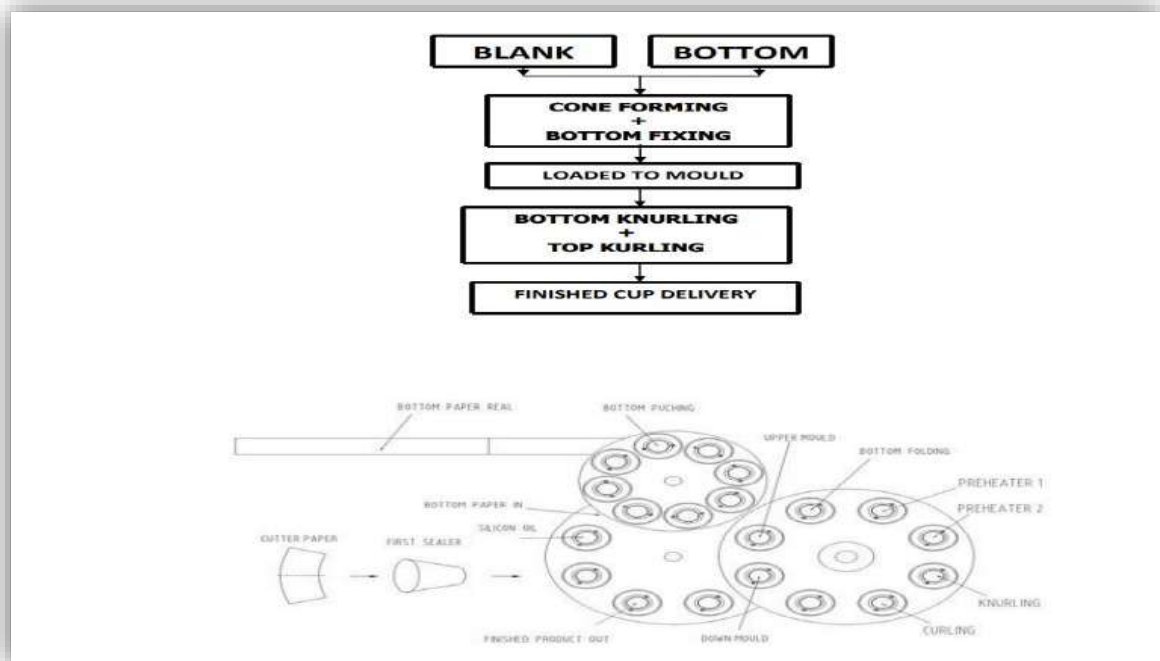 BLANK
BOTTOM
CONE FORMING
+
BOTTOM FIXING
LOADED TO MOULD
BOTTOM KNURLING
+
TOP KURLING
FINISHED CUP DELIVERY
BOTTOM PAPER REAL
BOTTOM PUCHING
UPPER MOULD
BOTTOM FOLDING
PREHEATER 1
PREHEATER 2
BOTTOM PAPER IN
SILICON OIL
CUTTER PAPER
FIRST SEALER
KNURLING
CURLING
FINISHED PRODUCT OUT
DOWN MOULD